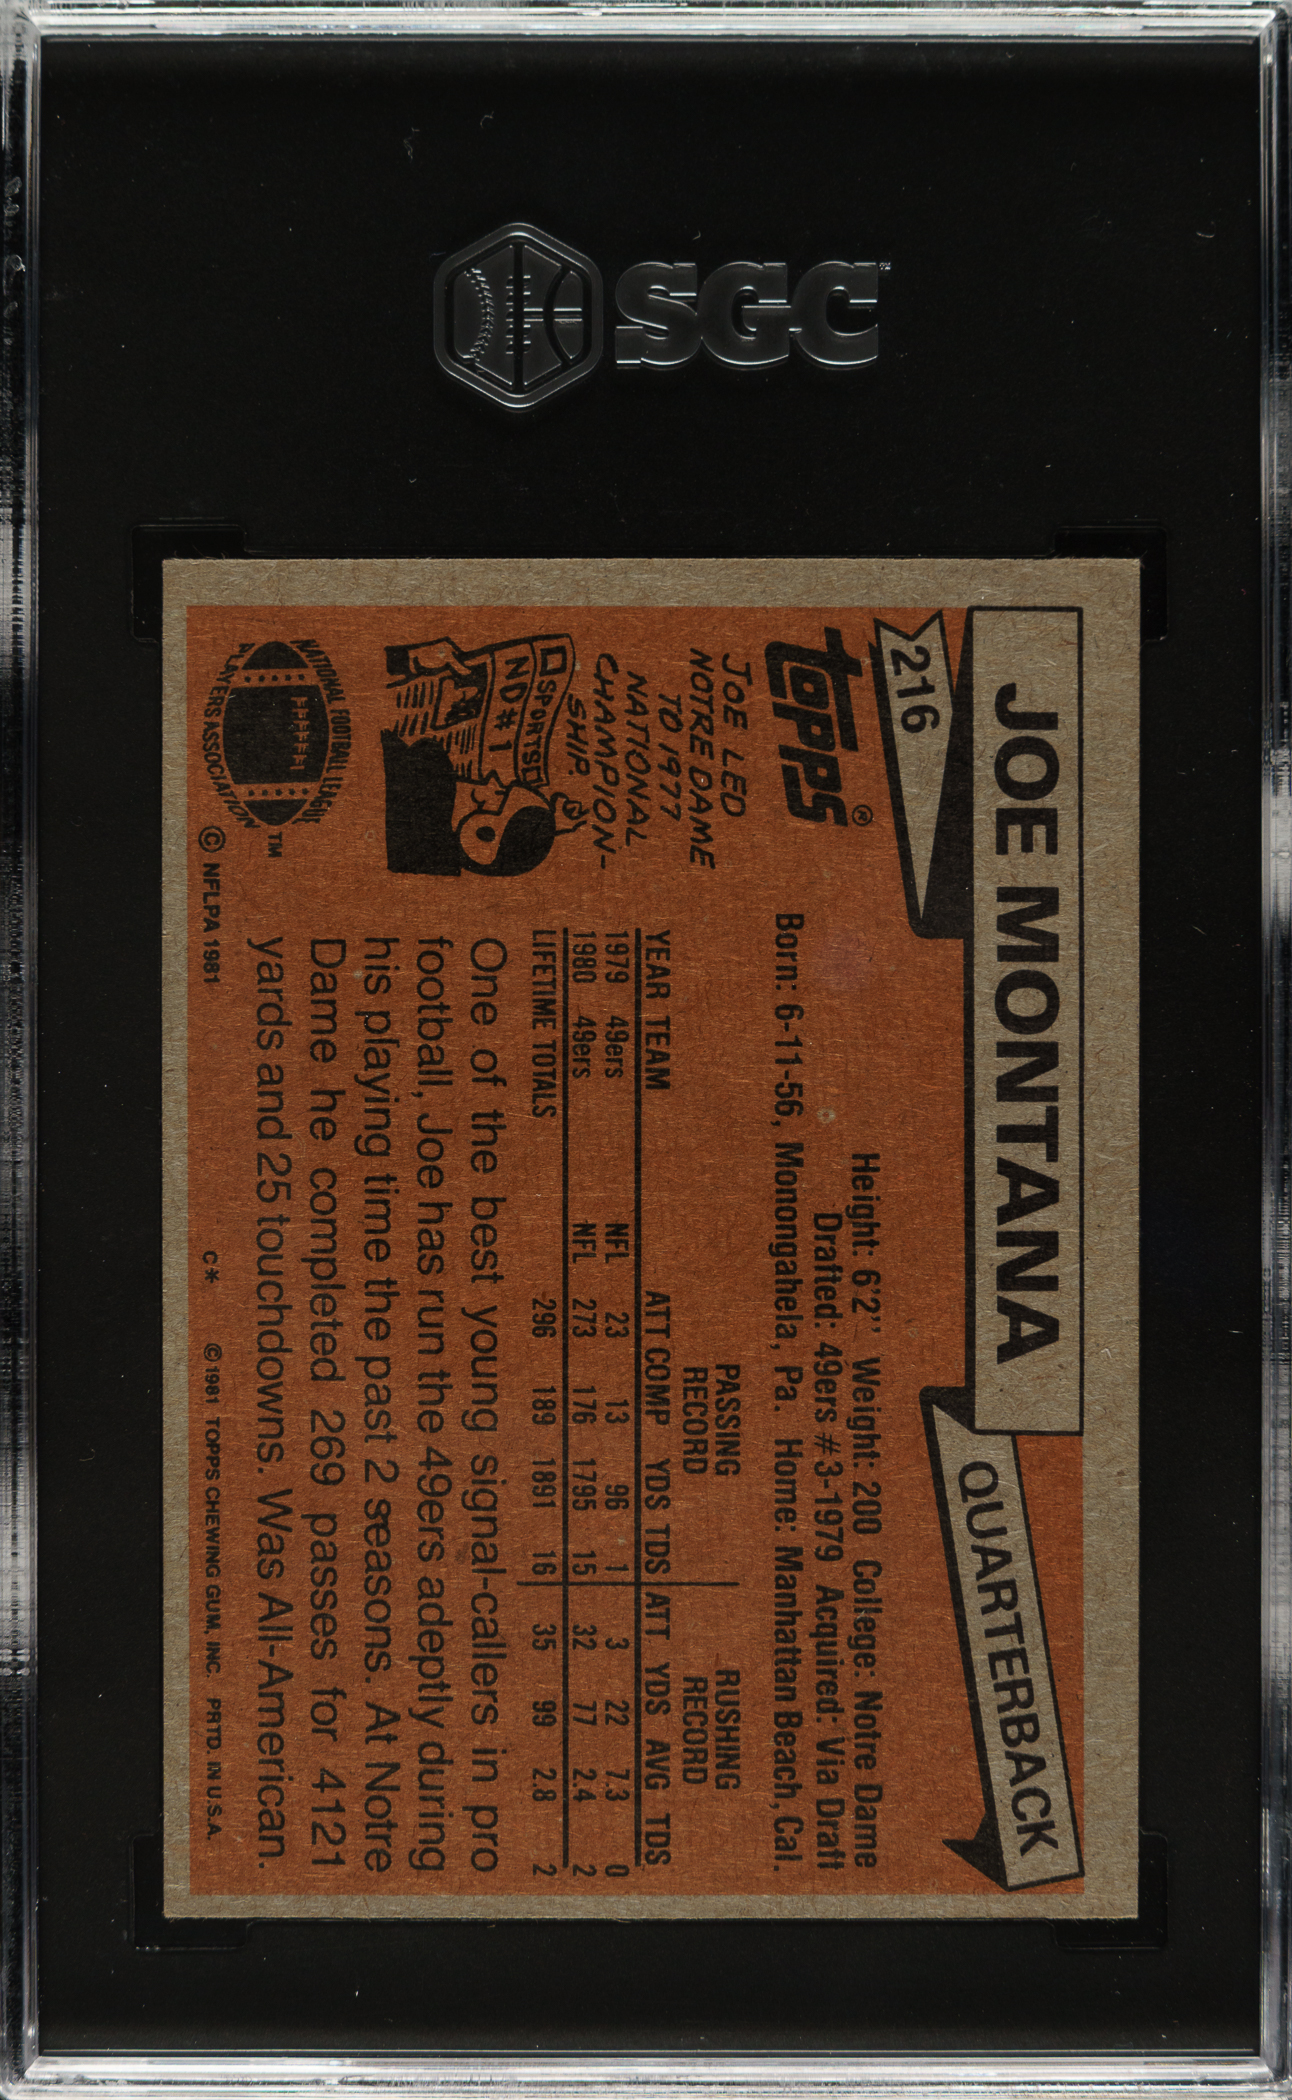 SGC
JOE MONTANA
216
QUARTERBACK
TOPPS®
Height: 6'2" Weight: 200 College: Notre Dame
Drafted: 49ers #3-1979 Acquired: Via Draft
Born: 6-11-56, Monongahela, Pa. Home: Manhattan Beach, Cal.
JOE LED
NOTRE DAME
TO 1977
NATIONAL
CHAMPION-
SHIP.
SPORTS
ND #1
PASSING RECORD RUSHING RECORD
YEAR TEAM ATT COMP YDS TDS ATT YDS AVG TDS
1979 49ers NFL 23 13 96 1 3 22 7.3 0
1980 49ers NFL 273 176 1795 15 32 77 2.4 2
LIFETIME TOTALS 296 189 1891 16 35 99 2.8 2
One of the best young signal-callers in pro
football, Joe has run the 49ers adeptly during
his playing time the past 2 seasons. At Notre
Dame he completed 269 passes for 4121
yards and 25 touchdowns. Was All-American.
NATIONAL FOOTBALL LEAGUE
PLAYERS ASSOCIATION
TM
© NFLPA 1981 C* © 1981 TOPPS CHEWING GUM, INC. PRTD. IN U.S.A.